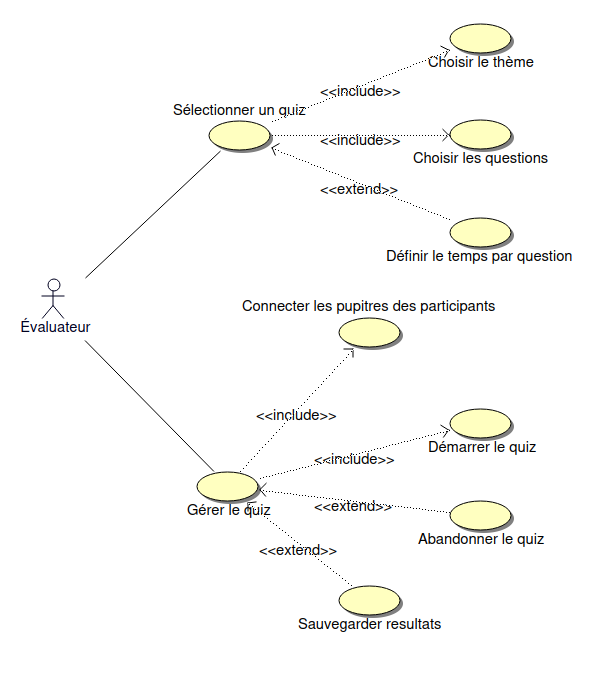 Choisir le thème
<<include>>
Sélectionner un quiz
<<include>>
Choisir les questions
<<extend>>
Définir le temps par question
Connecter les pupitres des participants
Évaluateur
<<include>>
Démarrer le quiz
<<include>>
Gérer le quiz
<<extend>>
Abandonner le quiz
<<extend>>
Sauvegarder resultats